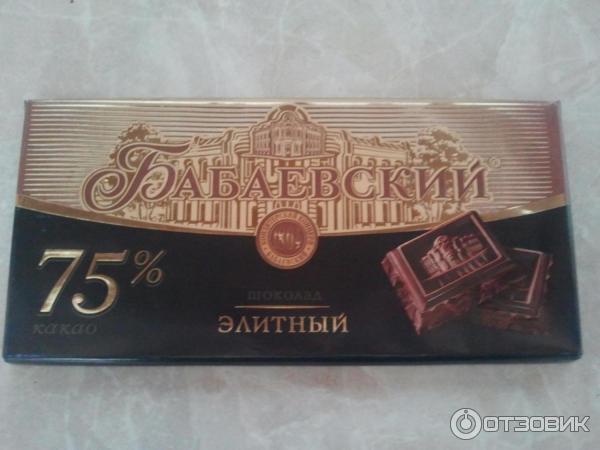 БАБАЕВСКИЙ
75%
какао
ШОКОЛАД
ЭЛИТНЫЙ
ОТЗОВИК